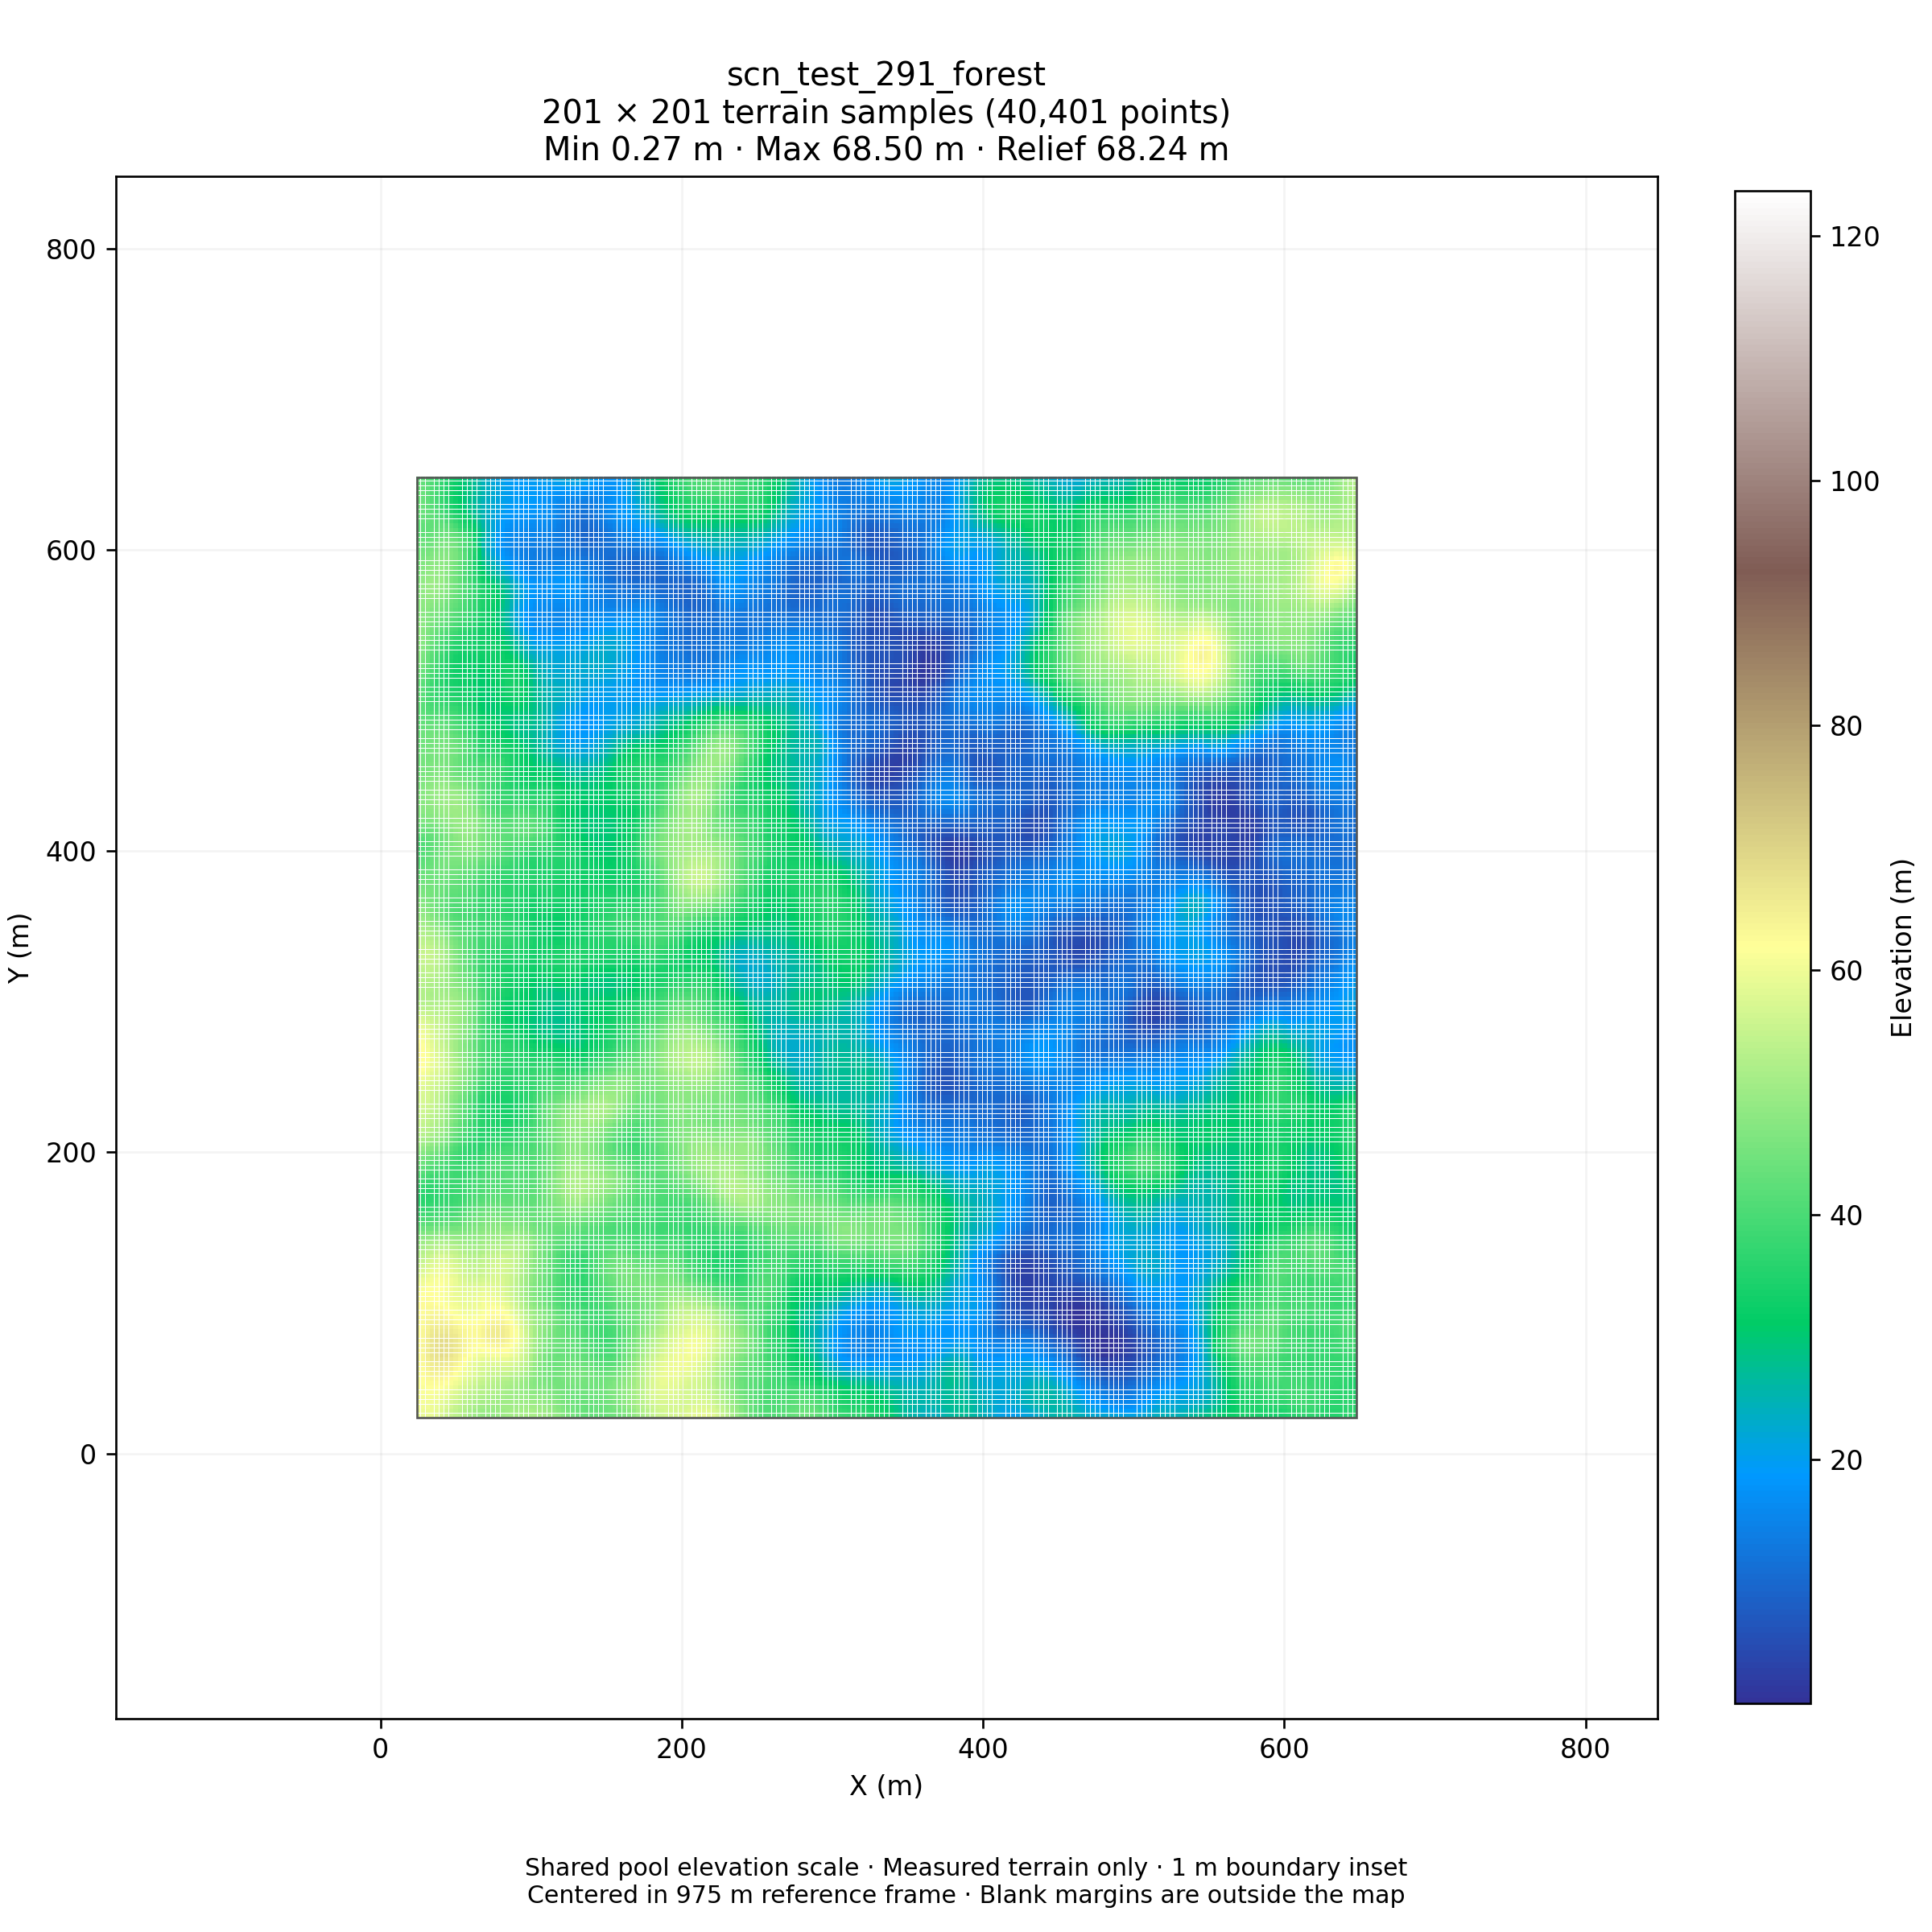 scn_test_291_forest
201 × 201 terrain samples (40,401 points)
Min 0.27 m · Max 68.50 m · Relief 68.24 m
800
600
400
200
0
Y (m)
0
200
400
600
800
X (m)
120
100
80
60
40
20
Elevation (m)
Shared pool elevation scale · Measured terrain only · 1 m boundary inset
Centered in 975 m reference frame · Blank margins are outside the map